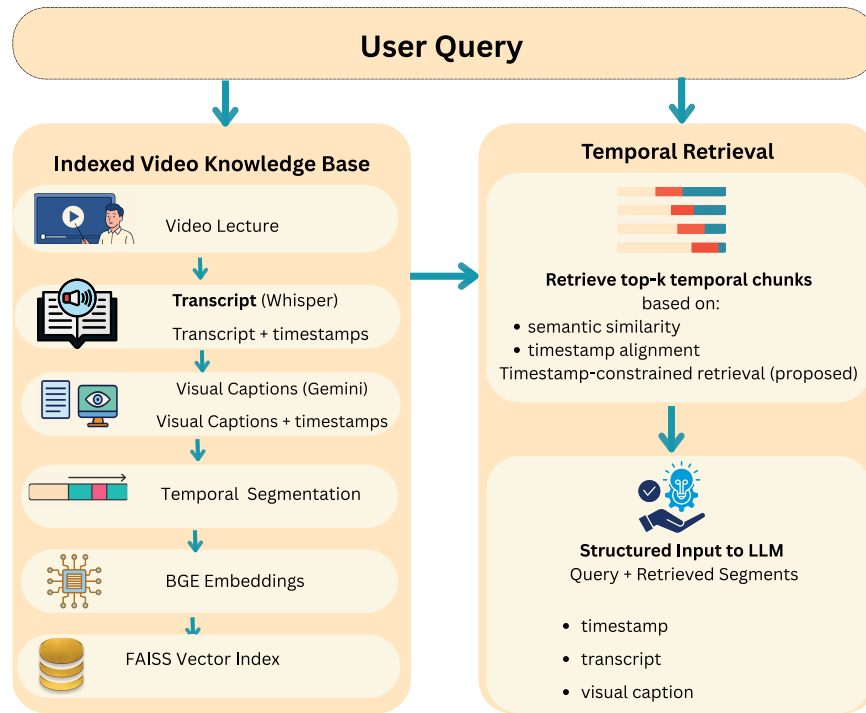 User Query
Indexed Video Knowledge Base
Video Lecture
Transcript (Whisper)
Transcript + timestamps
Visual Captions (Gemini)
Visual Captions + timestamps
Temporal Segmentation
BGE Embeddings
FAISS Vector Index
Temporal Retrieval
Retrieve top-k temporal chunks
based on:
• semantic similarity
• timestamp alignment
Timestamp-constrained retrieval (proposed)
Structured Input to LLM
Query + Retrieved Segments
• timestamp
• transcript
• visual caption